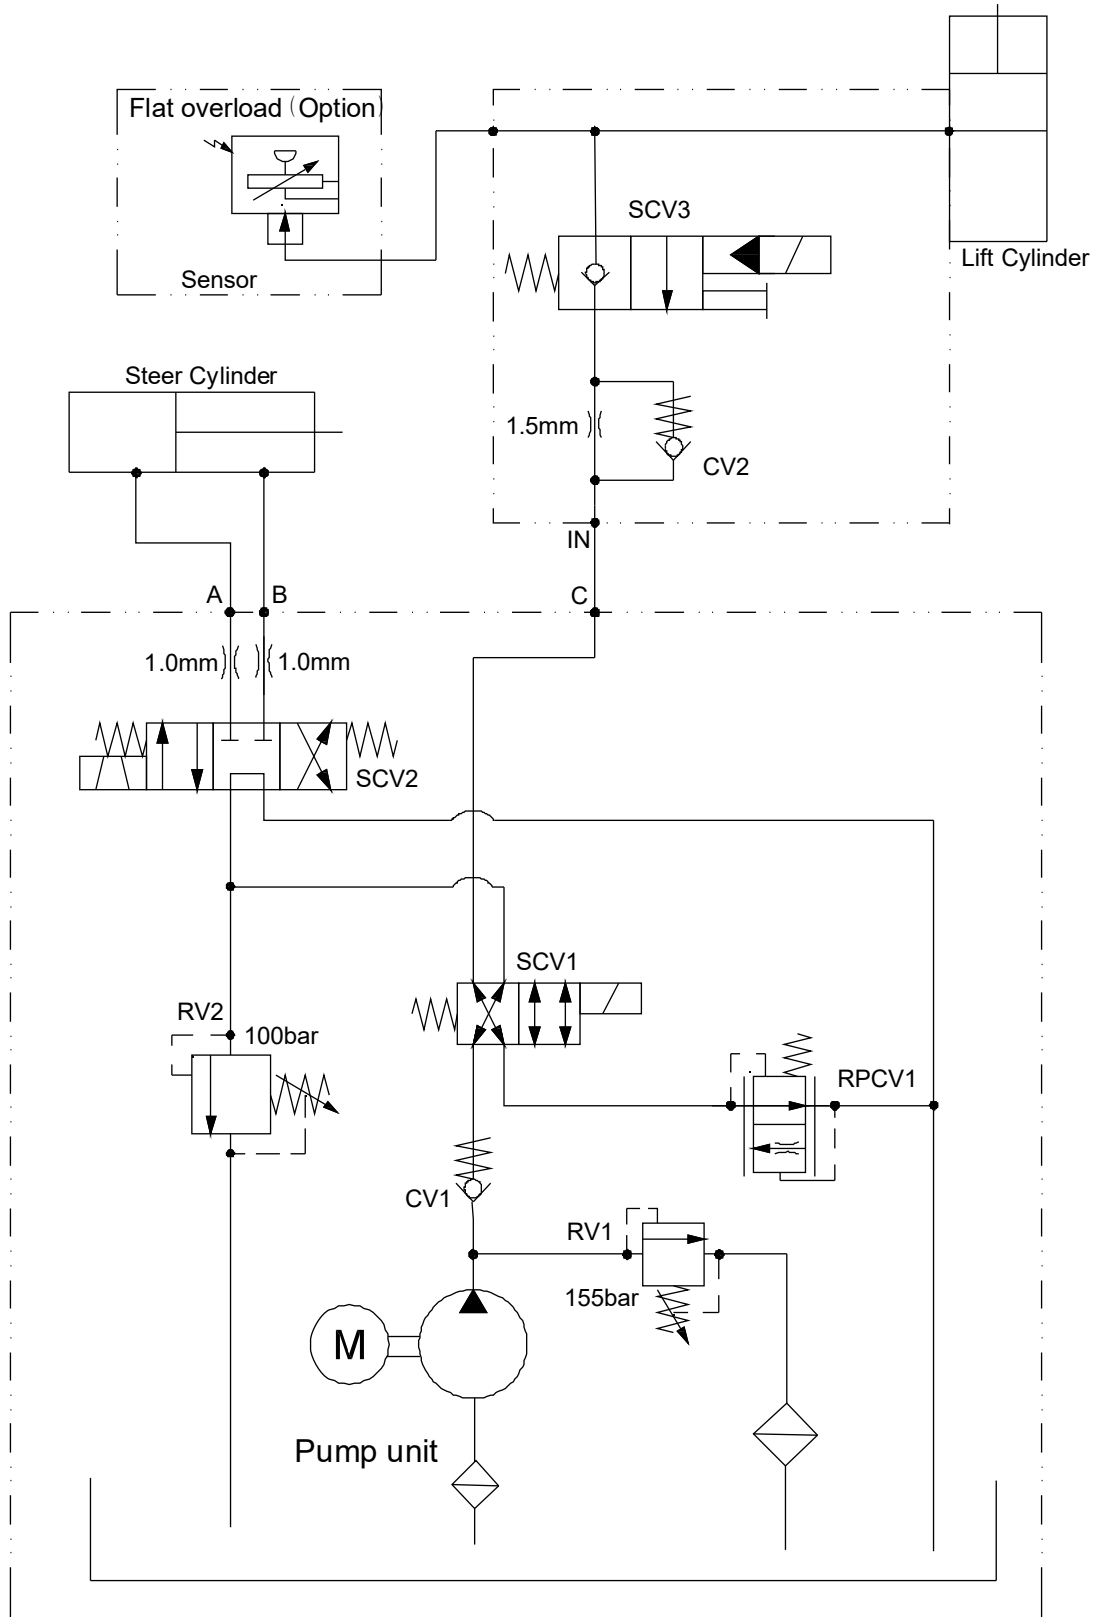 Flat overload（Option）
Sensor
SCV3
Lift Cylinder
Steer Cylinder
1.5mm
CV2
IN
A
B
C
1.0mm
1.0mm
SCV2
SCV1
RV2
100bar
RPCV1
CV1
RV1
155bar
M
Pump unit